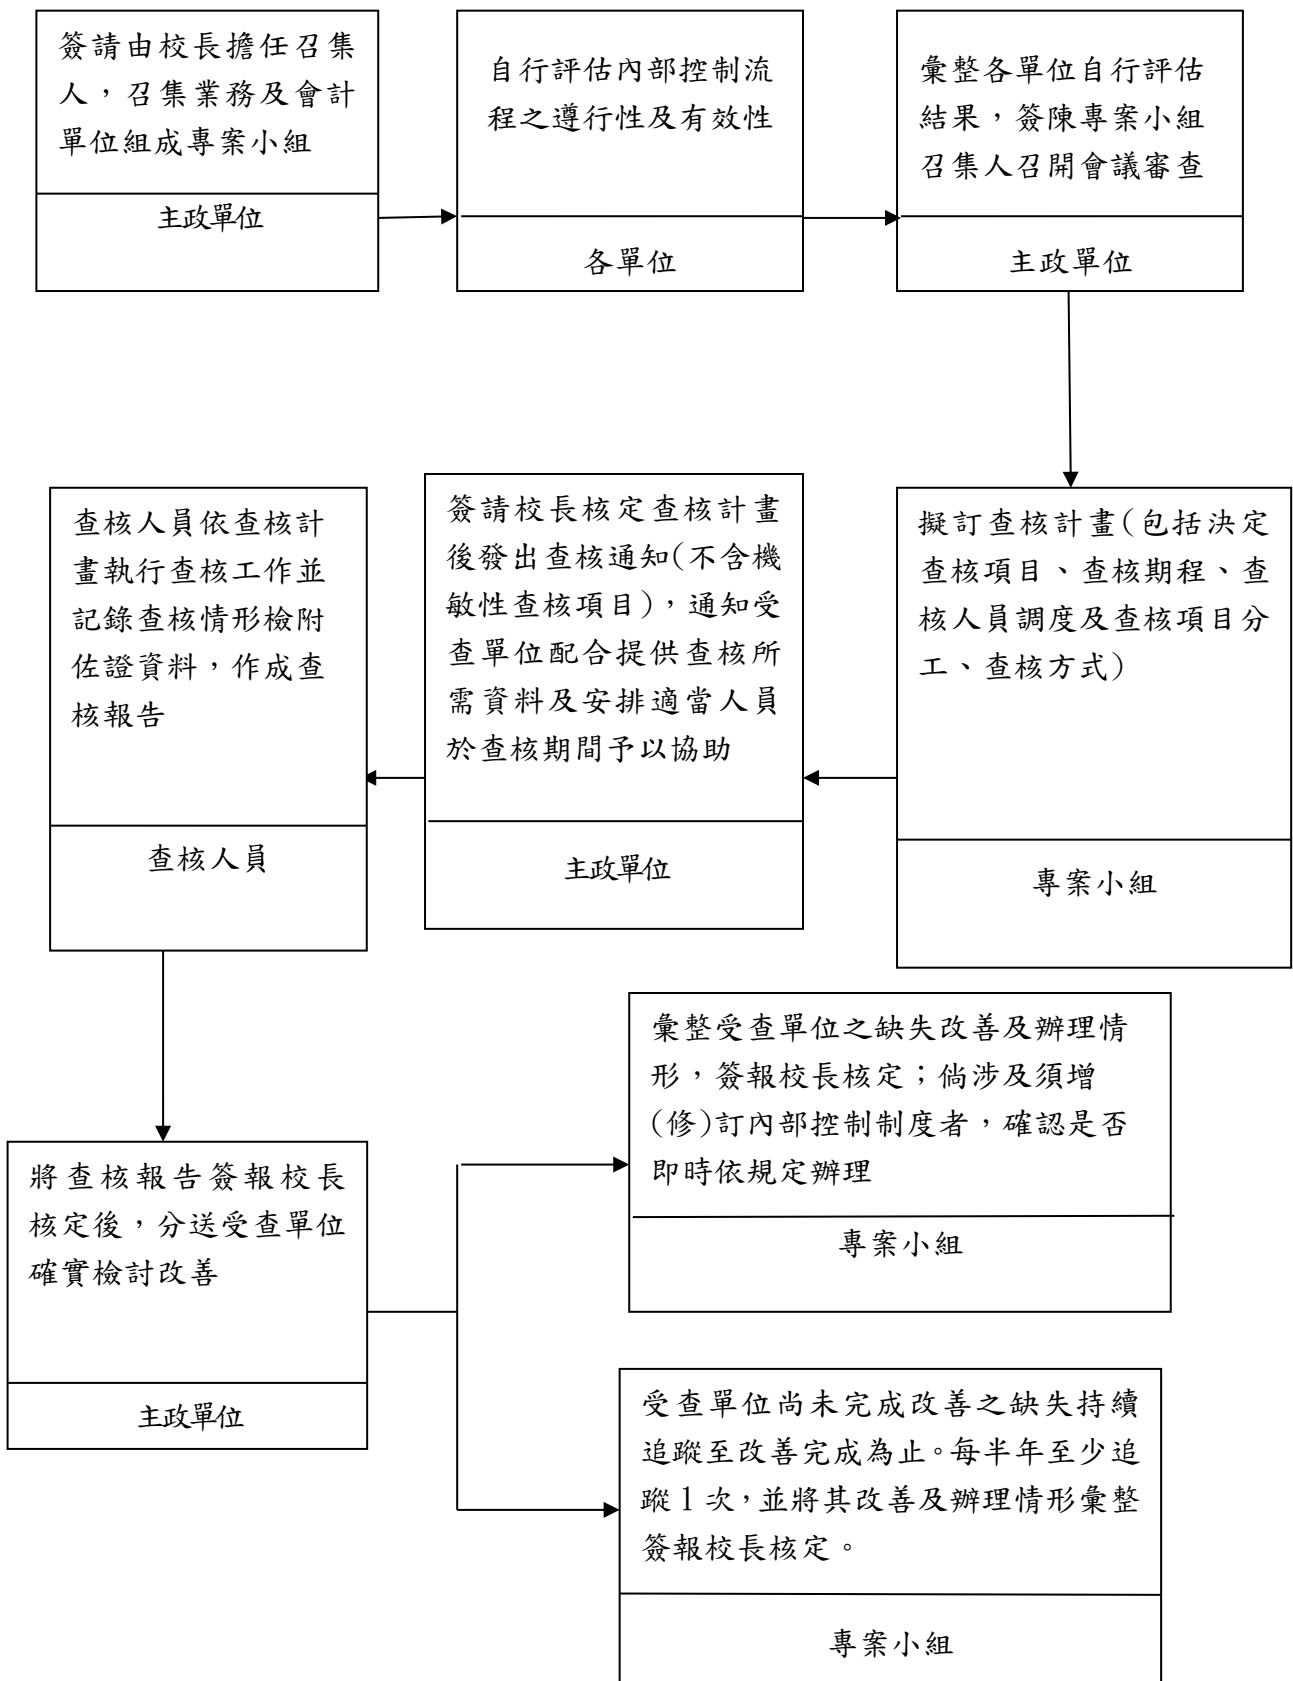 簽請由校長擔任召集
人，召集業務及會計
單位組成專案小組
主政單位
自行評估內部控制流
程之遵行性及有效性
各單位
彙整各單位自行評估
結果，簽陳專案小組
召集人召開會議審查
主政單位
擬訂查核計畫(包括決定
查核項目、查核期程、查
核人員調度及查核項目分
工、查核方式)
專案小組
簽請校長核定查核計畫
後發出查核通知(不含機
敏性查核項目)，通知受
查單位配合提供查核所
需資料及安排適當人員
於查核期間予以協助
主政單位
查核人員依查核計
畫執行查核工作並
記錄查核情形檢附
佐證資料，作成查
核報告
查核人員
將查核報告簽報校長
核定後，分送受查單位
確實檢討改善
主政單位
彙整受查單位之缺失改善及辦理情
形，簽報校長核定；倘涉及須增
(修)訂內部控制制度者，確認是否
即時依規定辦理
專案小組
受查單位尚未完成改善之缺失持續
追蹤至改善完成為止。每半年至少追
蹤1次，並將其改善及辦理情形彙整
簽報校長核定。
專案小組